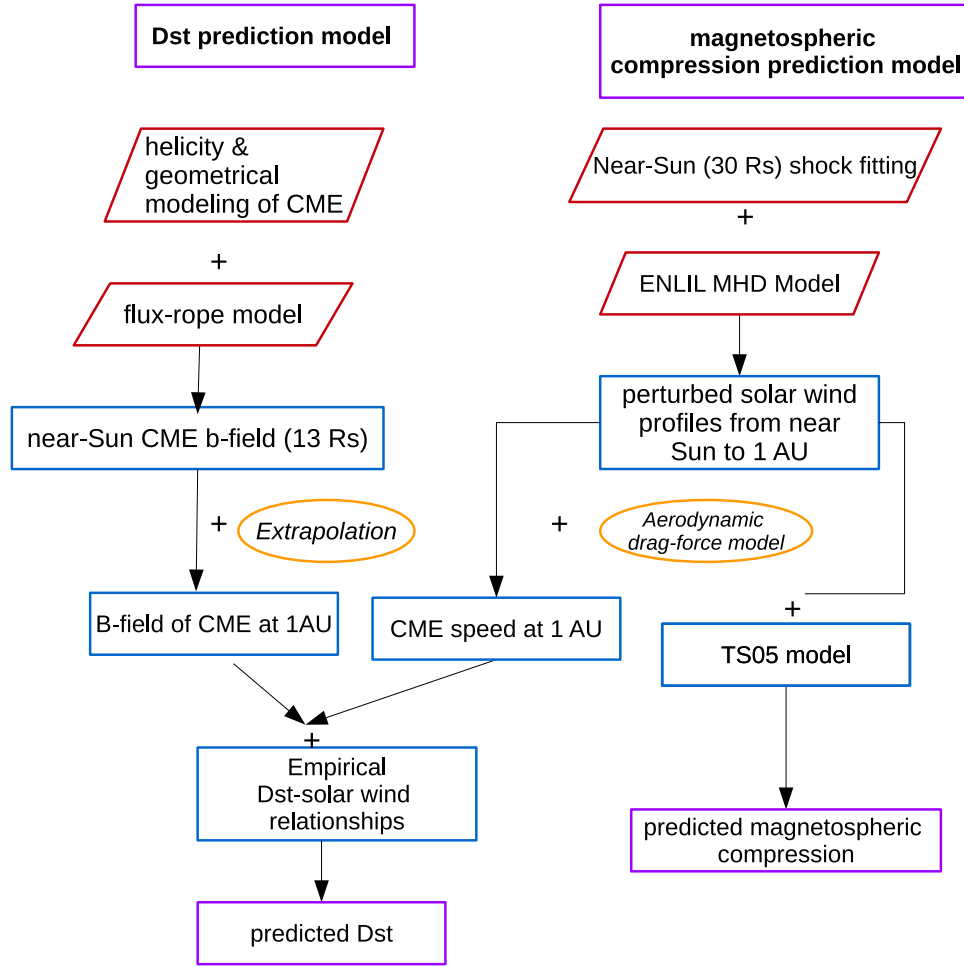 Dst prediction model
magnetospheric
compression prediction model
helicity &
geometrical
modeling of CME
+
flux-rope model
near-Sun CME b-field (13 Rs)
+
Extrapolation
B-field of CME at 1AU
Near-Sun (30 Rs) shock fitting
+
ENLIL MHD Model
perturbed solar wind
profiles from near
Sun to 1 AU
+
Aerodynamic
drag-force model
CME speed at 1 AU
+
TS05 model
+
Empirical
Dst-solar wind
relationships
predicted Dst
predicted magnetospheric
compression